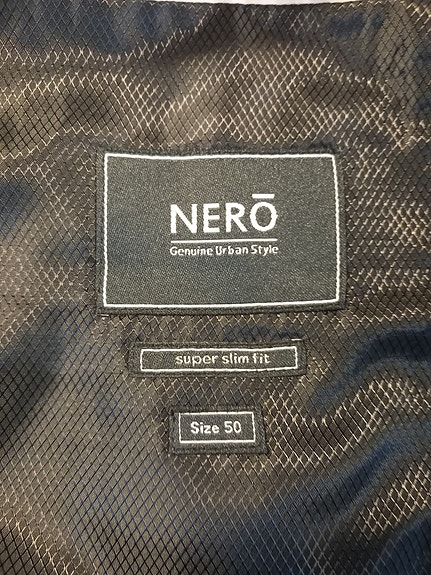 NERŌ
Genuine Urban Style
super slim fit
Size 50